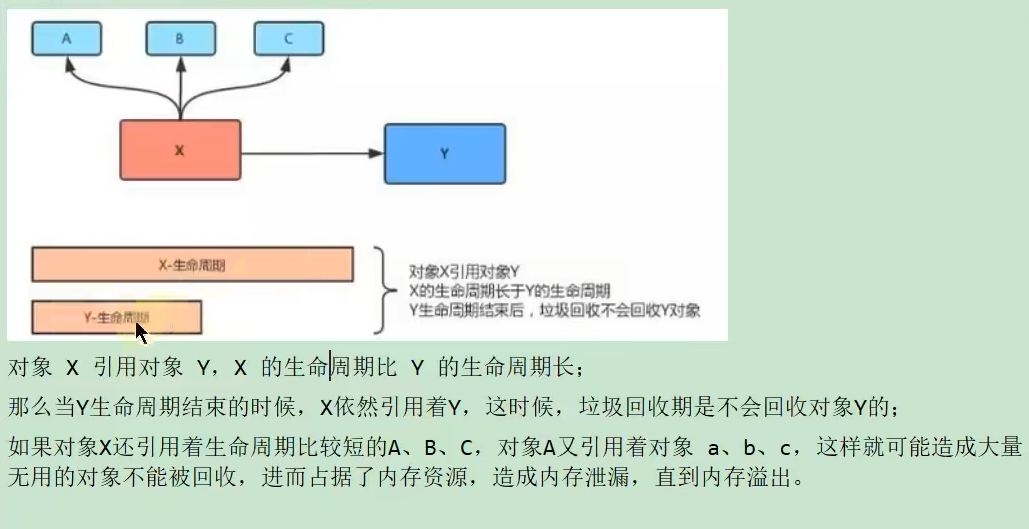 A
B
C
X
Y
X-生命周期
Y-生命周期
对象X引用对象Y
X的生命周期长于Y的生命周期
Y生命周期结束后，垃圾回收不会回收Y对象
对象 X 引用对象 Y，X 的生命周期比 Y 的生命周期长；
那么当Y生命周期结束的时候，X依然引用着Y，这时候，垃圾回收期是不会回收对象Y的；
如果对象X还引用着生命周期比较短的A、B、C，对象A又引用着对象 a、b、c，这样就可能造成大量
无用的对象不能被回收，进而占据了内存资源，造成内存泄漏，直到内存溢出。